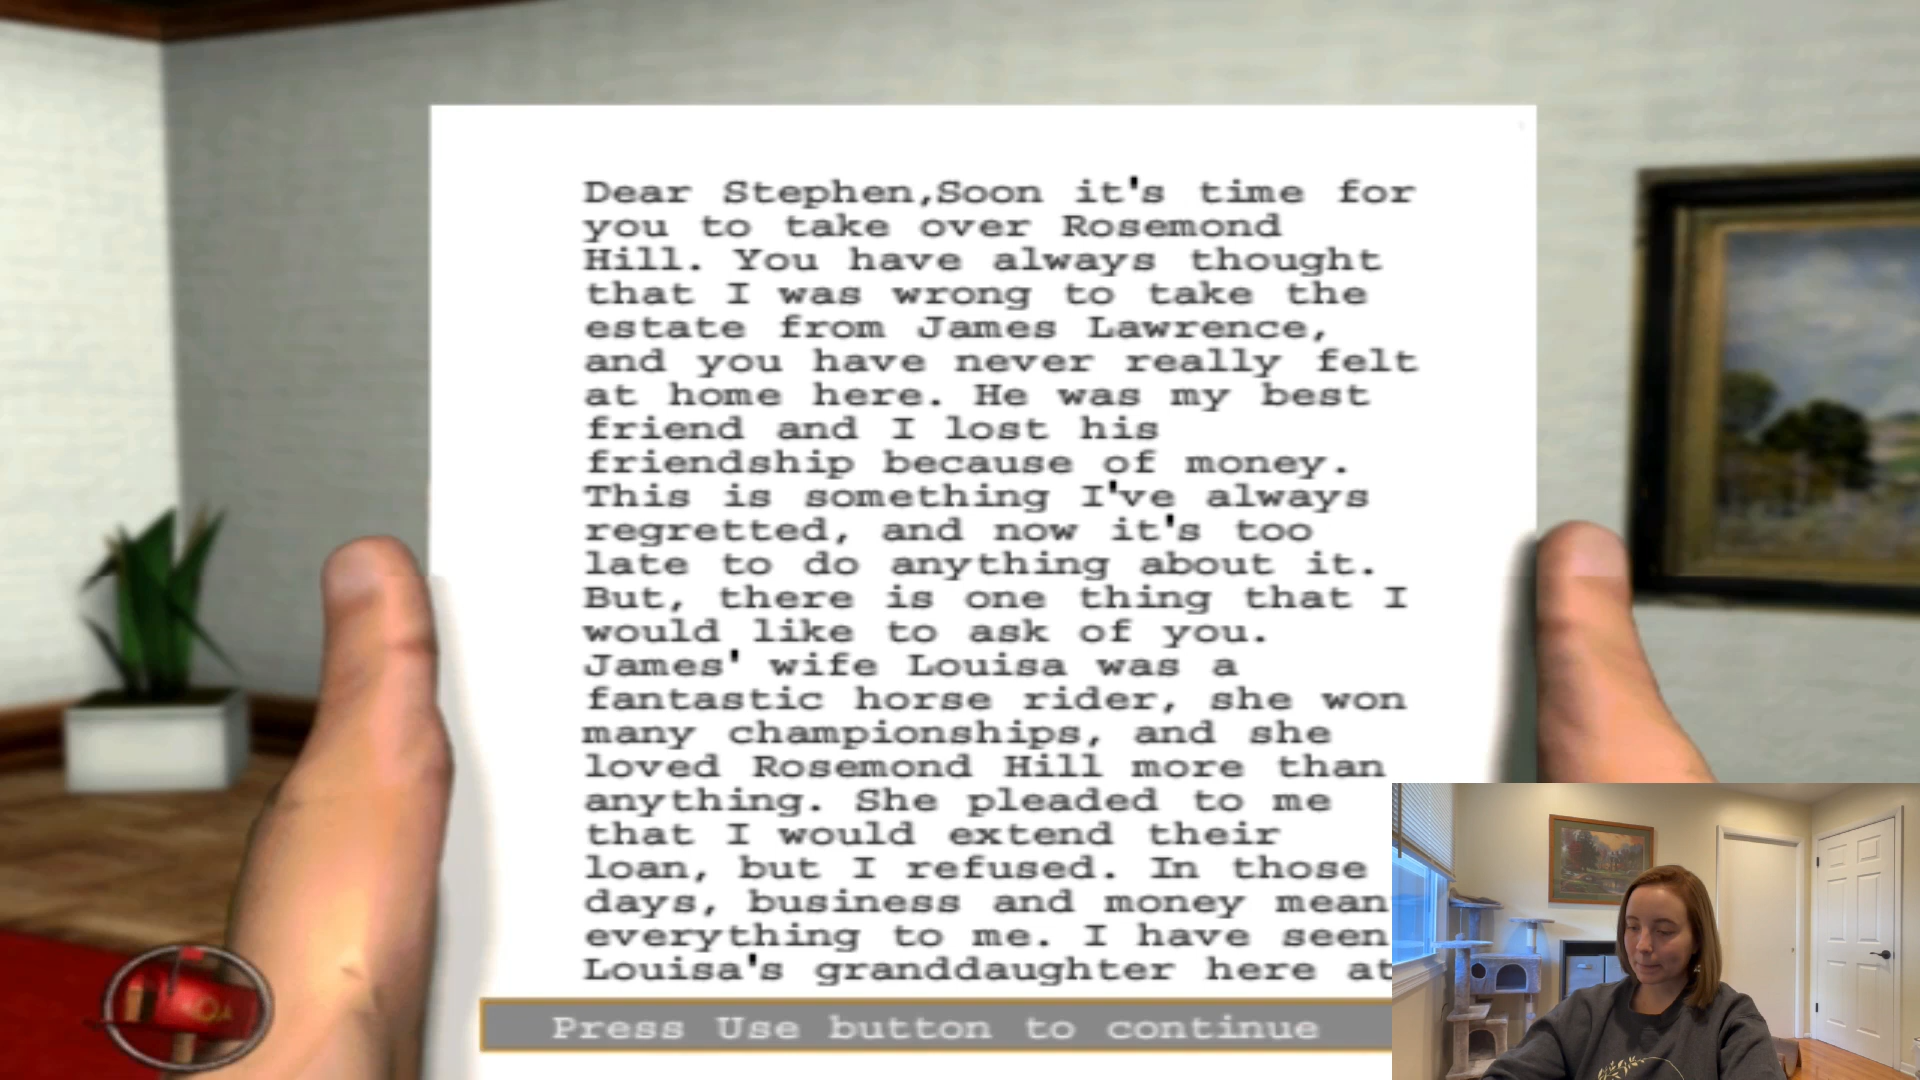 Dear Stephen,Soon it's time for
you to take over Rosemond
Hill. You have always thought
that I was wrong to take the
estate from James Lawrence,
and you have never really felt
at home here. He was my best
friend and I lost his
friendship because of money.
This is something I've always
regretted, and now it's too
late to do anything about it.
But, there is one thing that I
would like to ask of you.
James' wife Louisa was a
fantastic horse rider, she won
many championships, and she
loved Rosemond Hill more than
anything. She pleaded to me
that I would extend their
loan, but I refused. In those
days, business and money mean
everything to me. I have seen
Louisa's granddaughter here at
Press Use button to continue